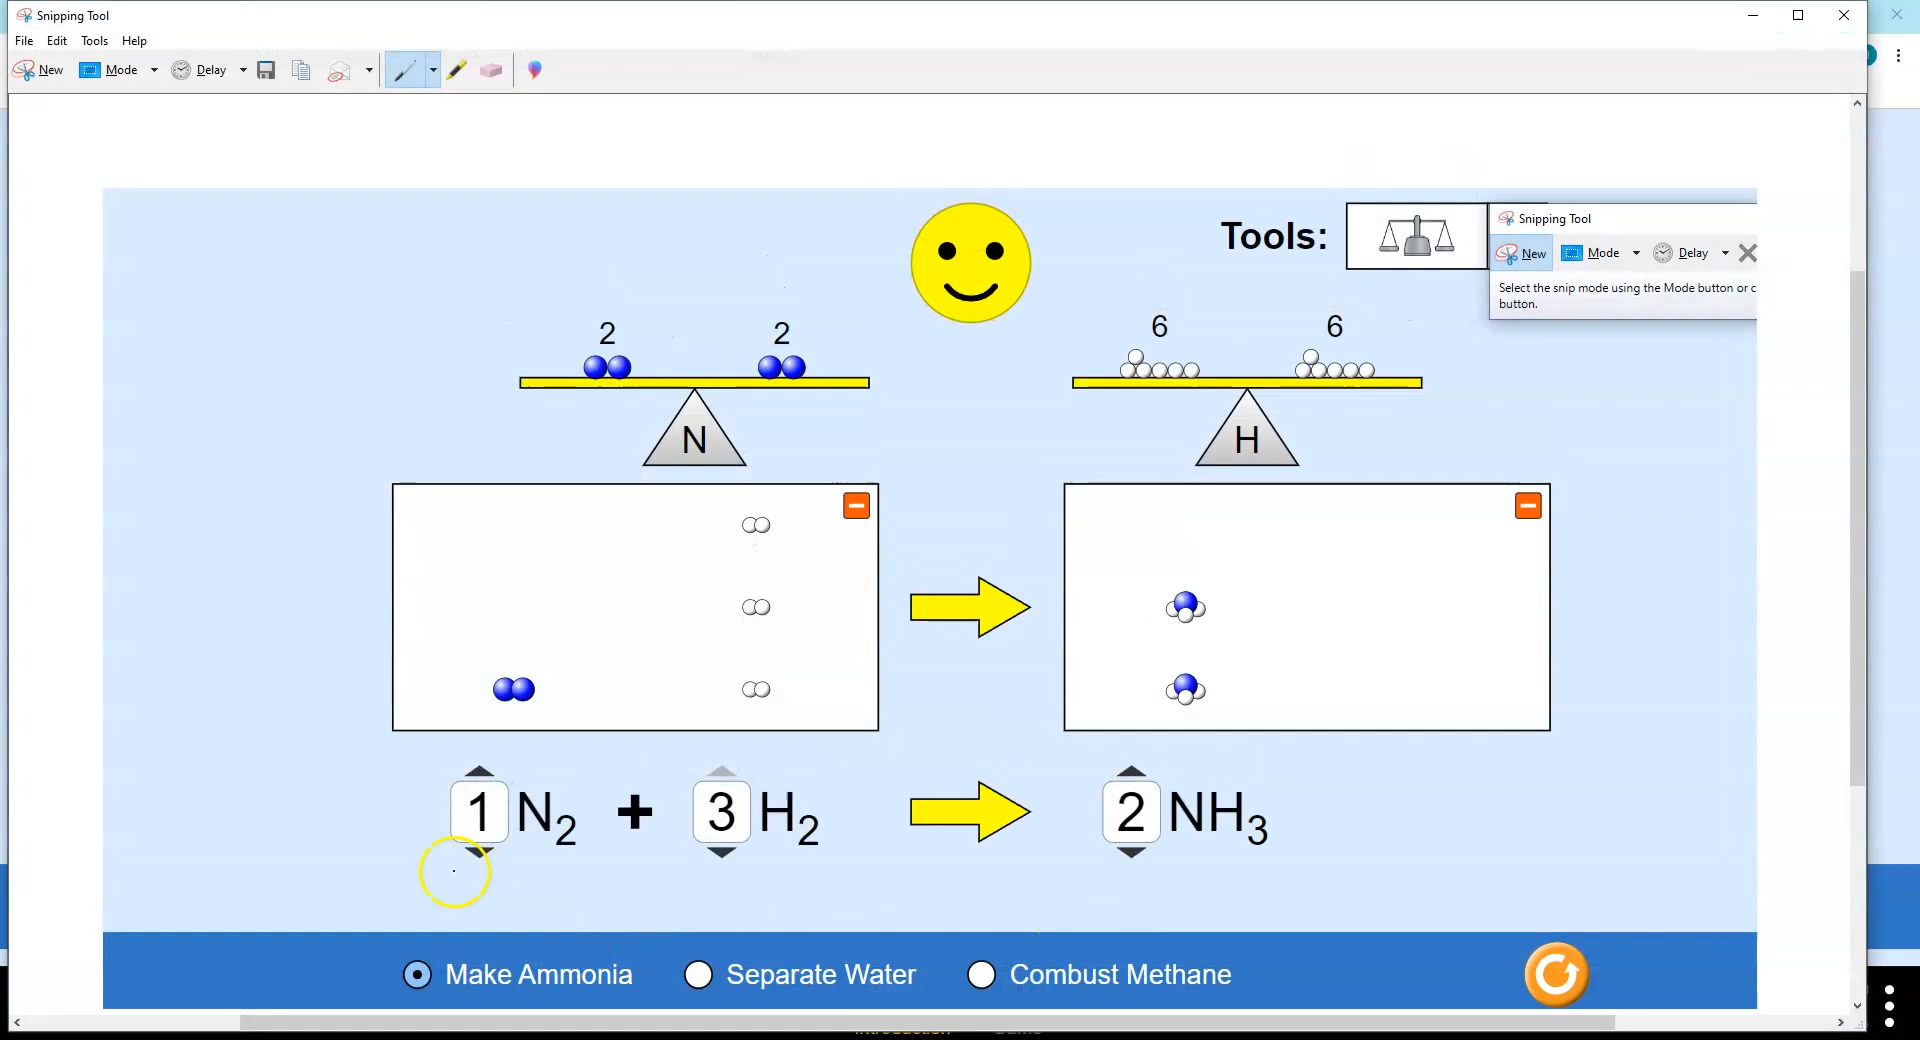 Snipping Tool
File Edit Tools Help
New Mode Delay
Tools:
Snipping Tool
New Mode Delay
Select the snip mode using the Mode button or c
button.
2 2 6 6
N H
1 N2 + 3 H2 2 NH3
Make Ammonia Separate Water Combust Methane